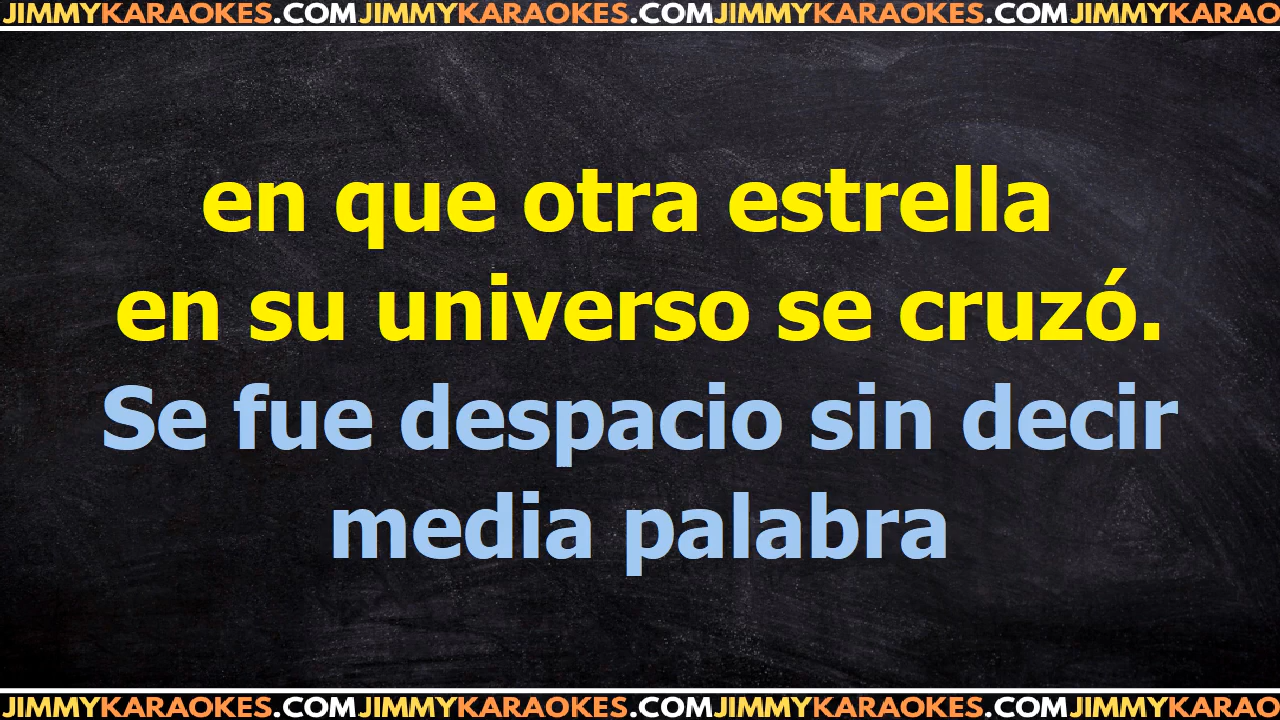 JIMMYKARAOKES.COMJIMMYKARAOKES.COMJIMMYKARAOKES.COMJIMMYKARAO
en que otra estrella
en su universo se cruzó.
Se fue despacio sin decir
media palabra
JIMMYKARAOKES.COMJIMMYKARAOKES.COMJIMMYKARAOKES.COMJIMMYKARAO